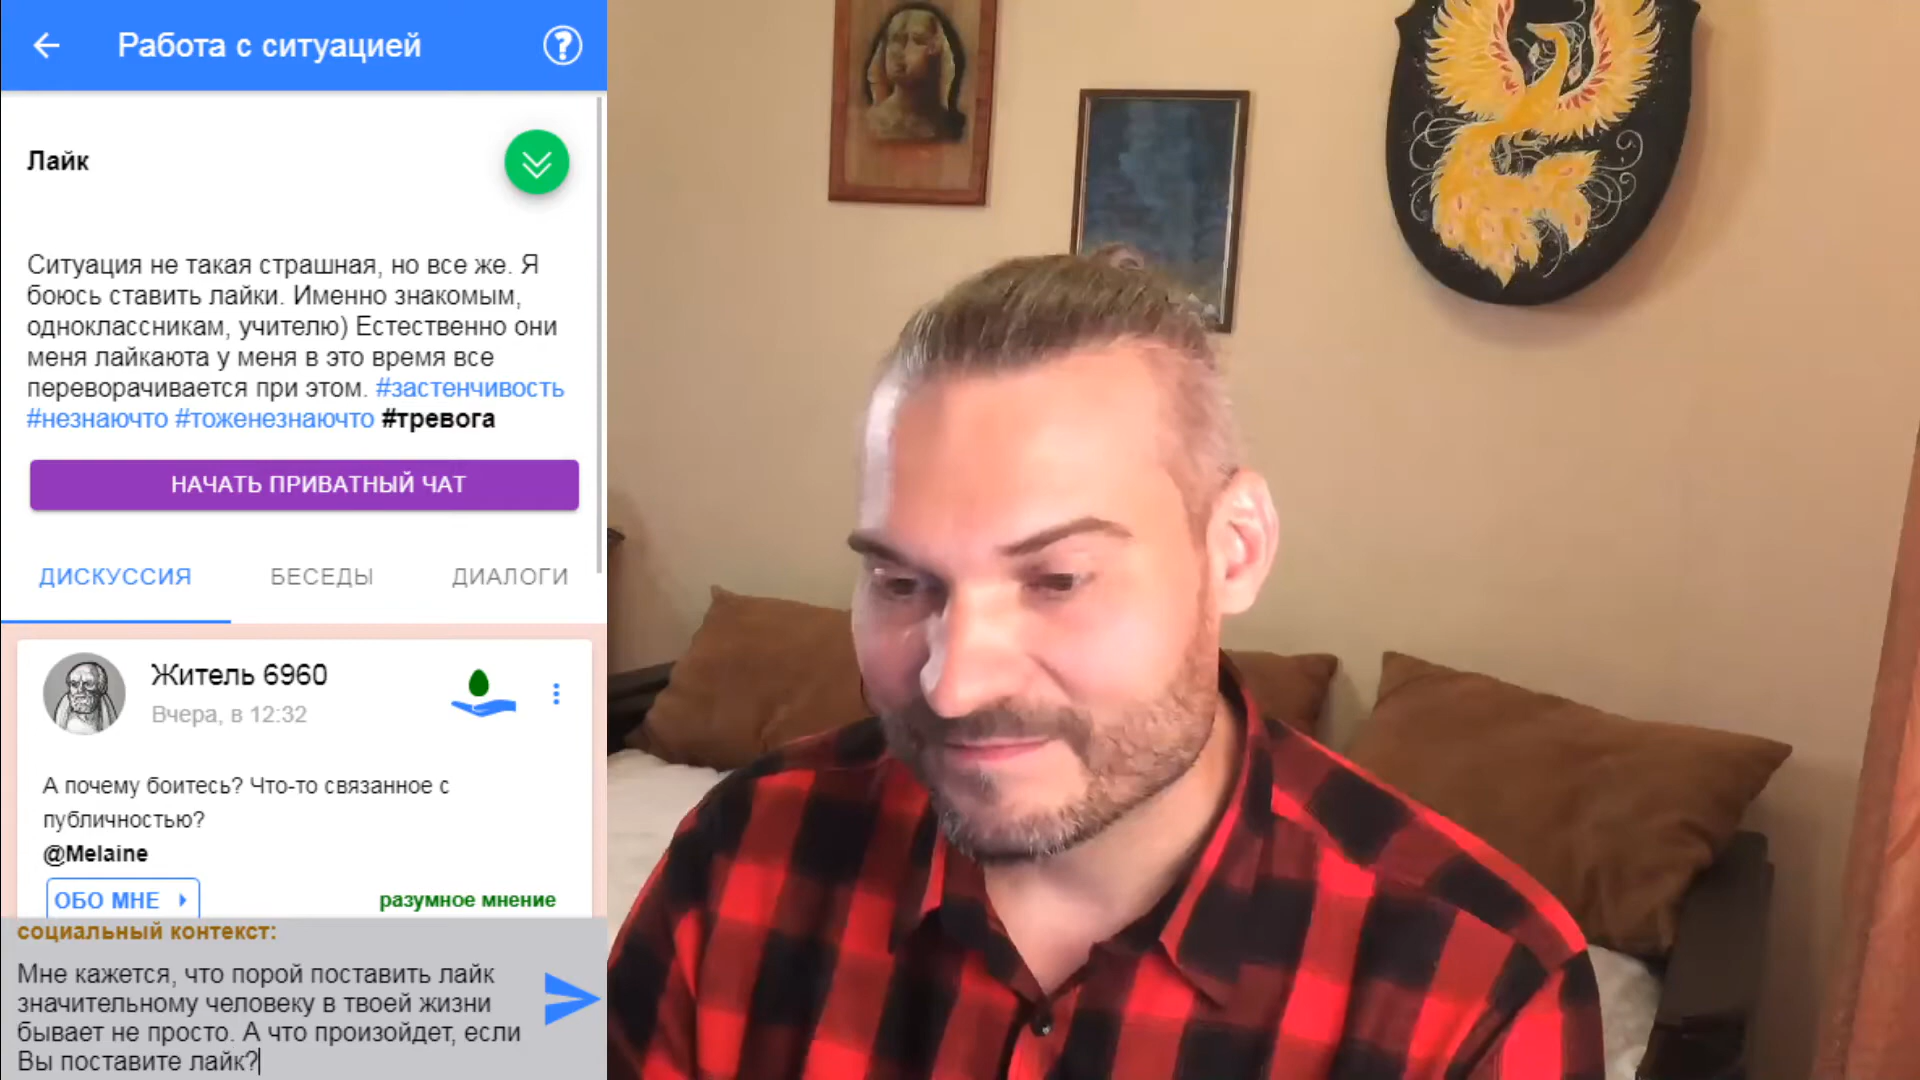 Работа с ситуацией
Лайк
Ситуация не такая страшная, но все же. Я
боюсь ставить лайки. Именно знакомым,
одноклассникам, учителю) Естественно они
меня лайкаюта у меня в это время все
переворачивается при этом. #застенчивость
#незнаючто #тоженезнаючто #тревога
НАЧАТЬ ПРИВАТНЫЙ ЧАТ
ДИСКУССИЯ БЕСЕДЫ ДИАЛОГИ
Житель 6960
Вчера, в 12:32
А почему боитесь? Что-то связанное с
публичностью?
@Melaine
ОБО МНЕ
разумное мнение
социальный контекст:
Мне кажется, что порой поставить лайк
значительному человеку в твоей жизни
бывает не просто. А что произойдет, если
Вы поставите лайк?